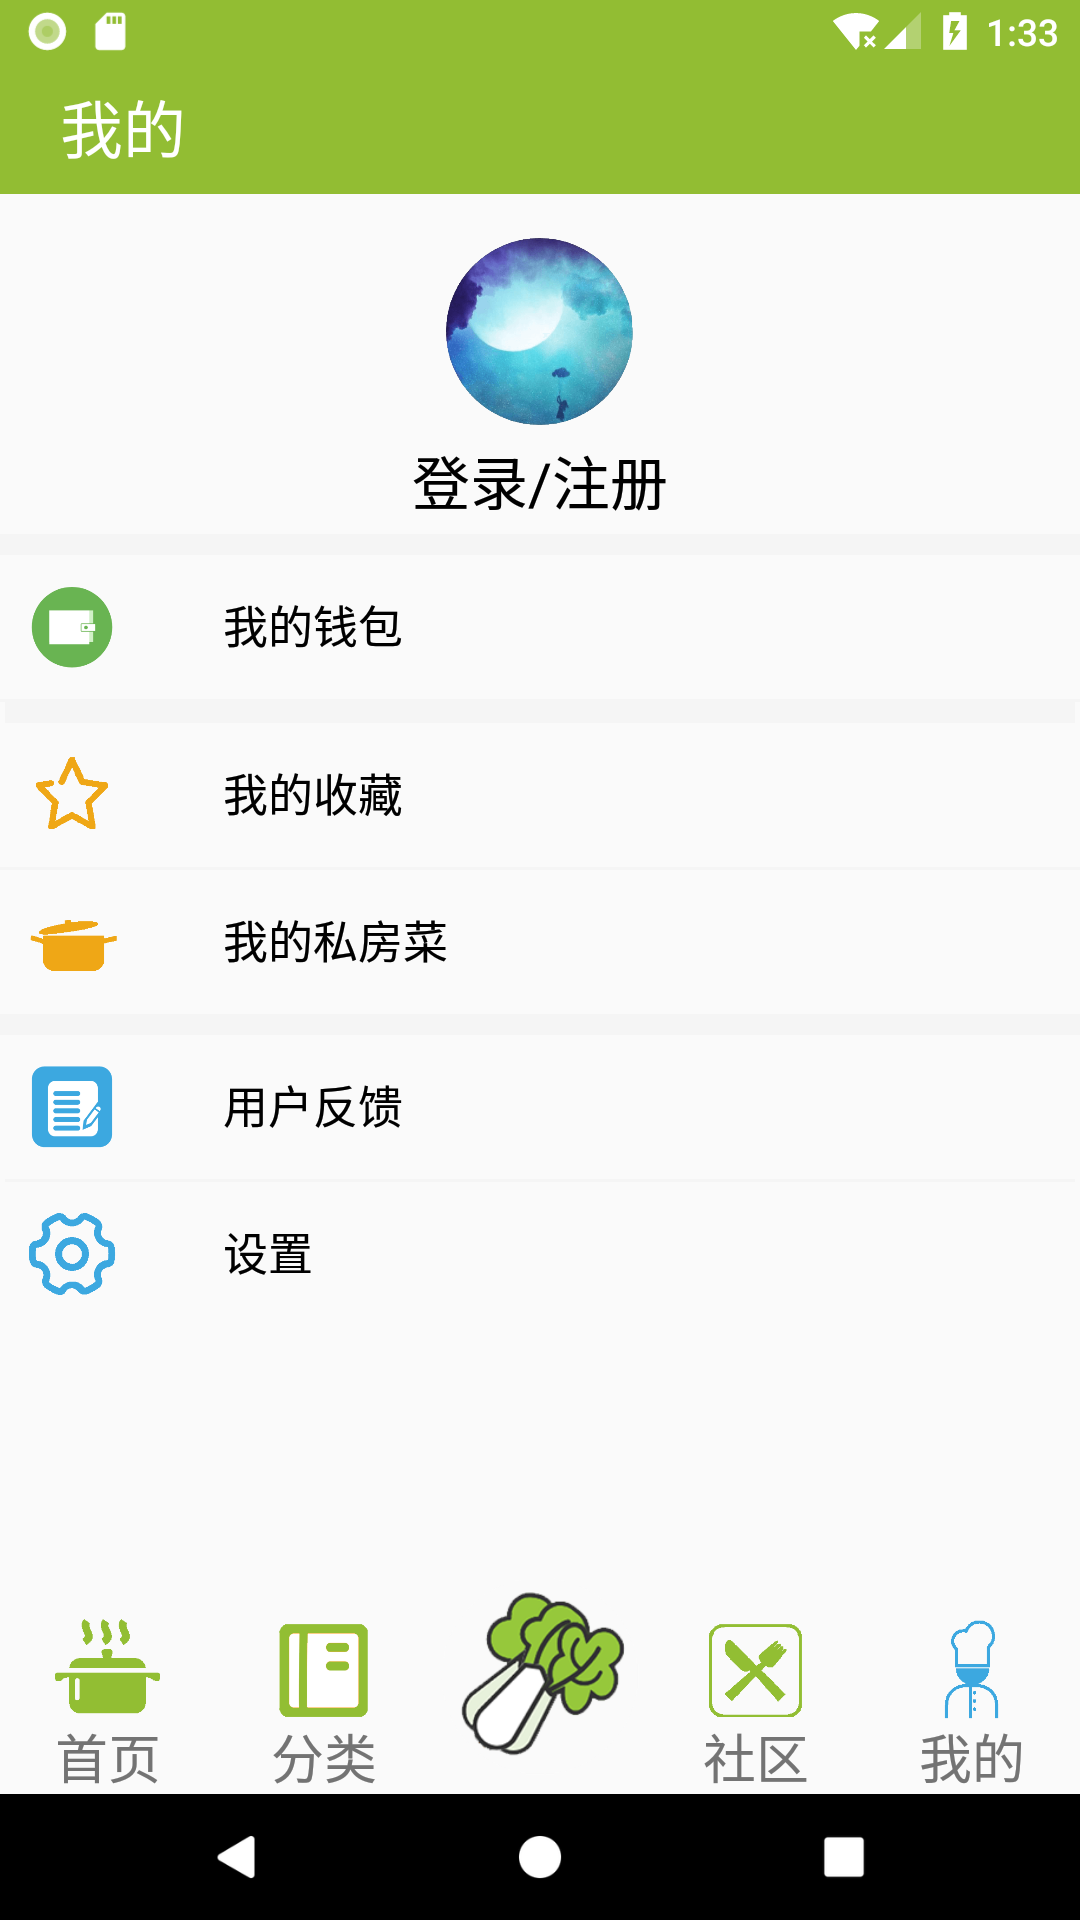 1:33
我的
登录/注册
我的钱包
我的收藏
我的私房菜
用户反馈
设置
首页 分类 社区 我的